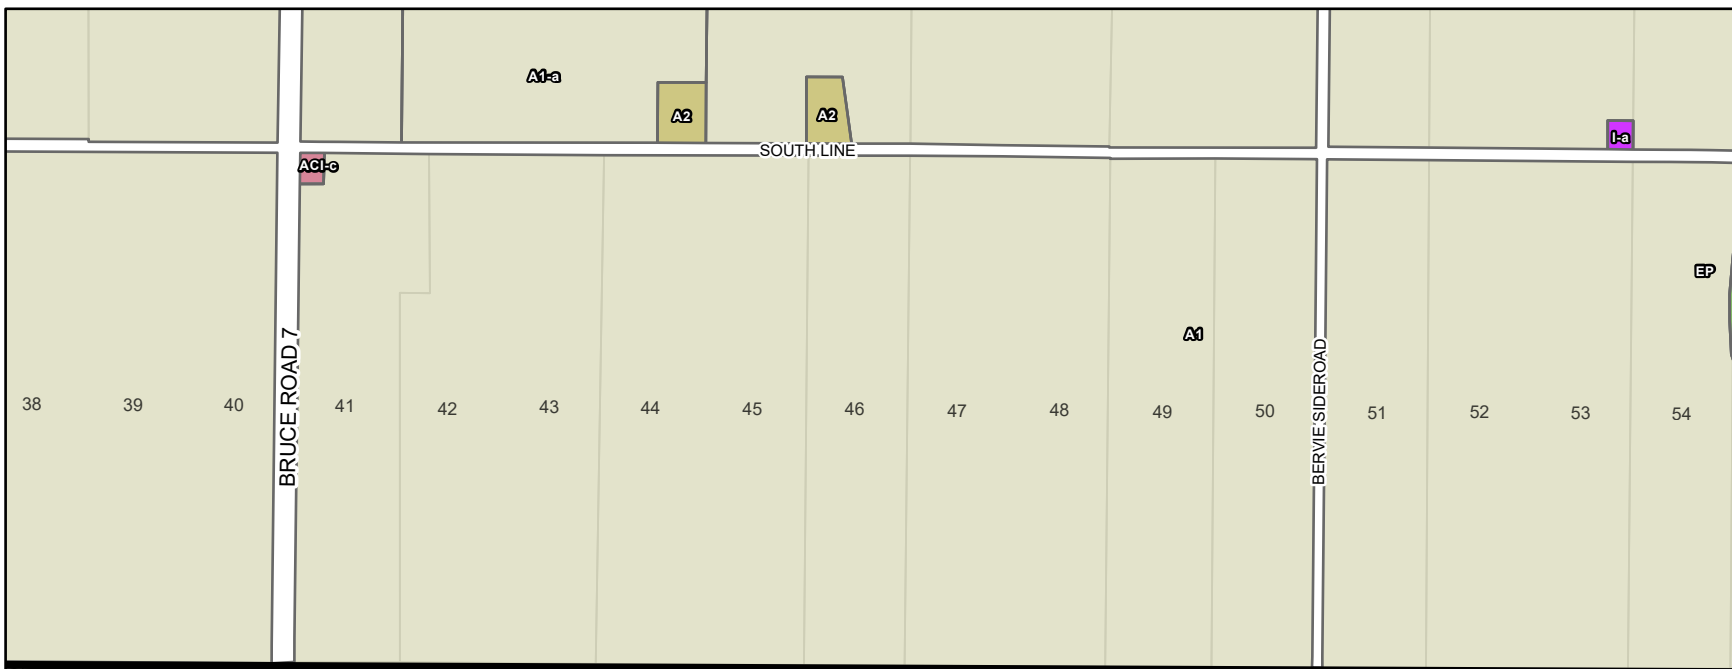 A1-a
A2
A2
I-a
SOUTH LINE
ACI-c
EP
A1
BRUCE ROAD 7
BERVIE SIDEROAD
38
39
40
41
42
43
44
45
46
47
48
49
50
51
52
53
54